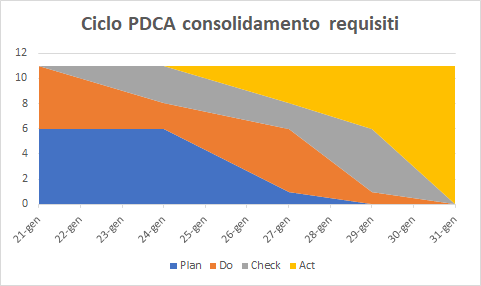 Ciclo PDCA consolidamento requisiti
12
10
8
6
4
2
0
21-gen 22-gen 23-gen 24-gen 25-gen 26-gen 27-gen 28-gen 29-gen 30-gen 31-gen
Plan Do Check Act